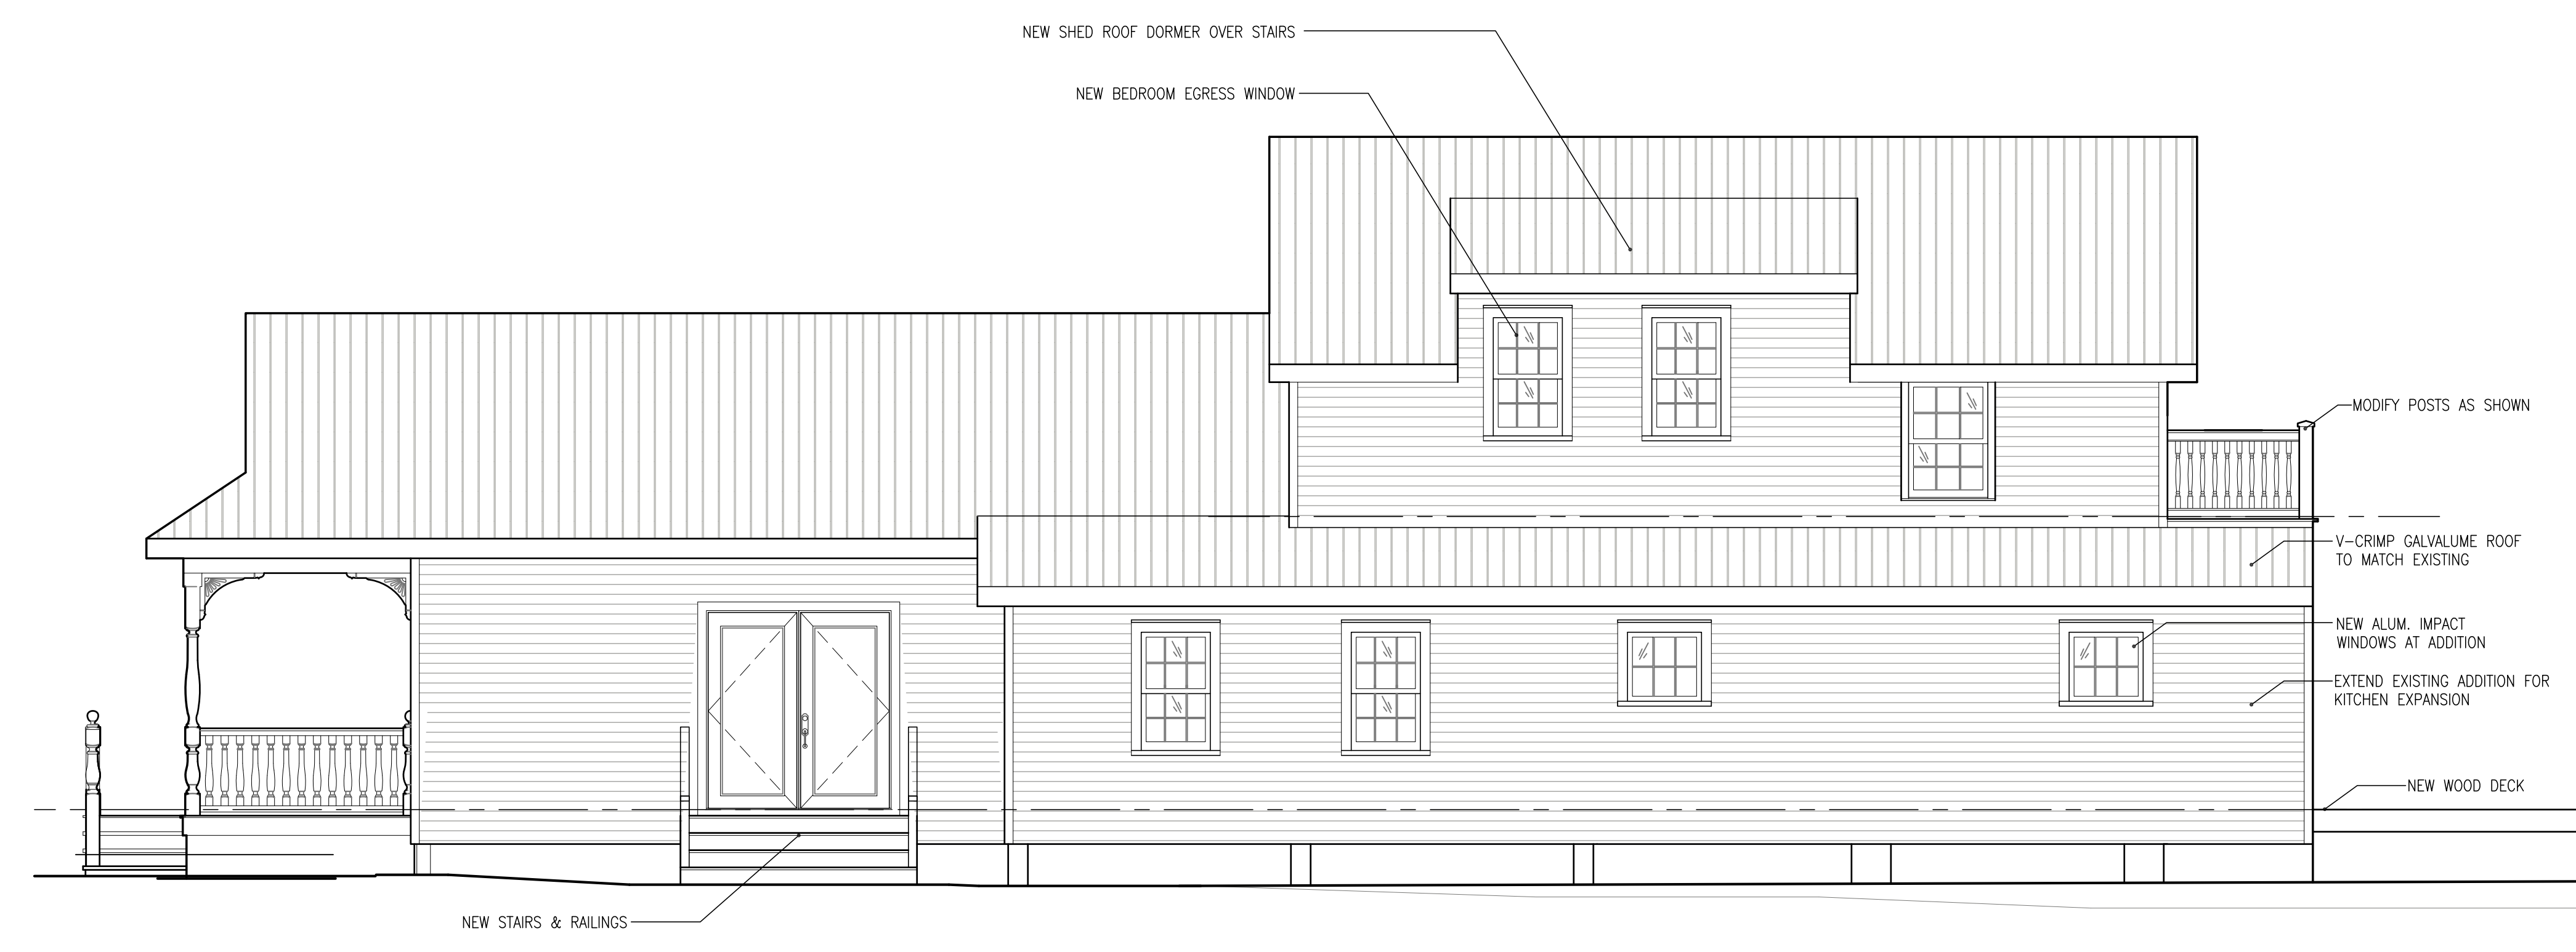 NEW SHED ROOF DORMER OVER STAIRS
NEW BEDROOM EGRESS WINDOW
MODIFY POSTS AS SHOWN
V-CRIMP GALVALUME ROOF
TO MATCH EXISTING
NEW ALUM. IMPACT
WINDOWS AT ADDITION
EXTEND EXISTING ADDITION FOR
KITCHEN EXPANSION
NEW WOOD DECK
NEW STAIRS & RAILINGS